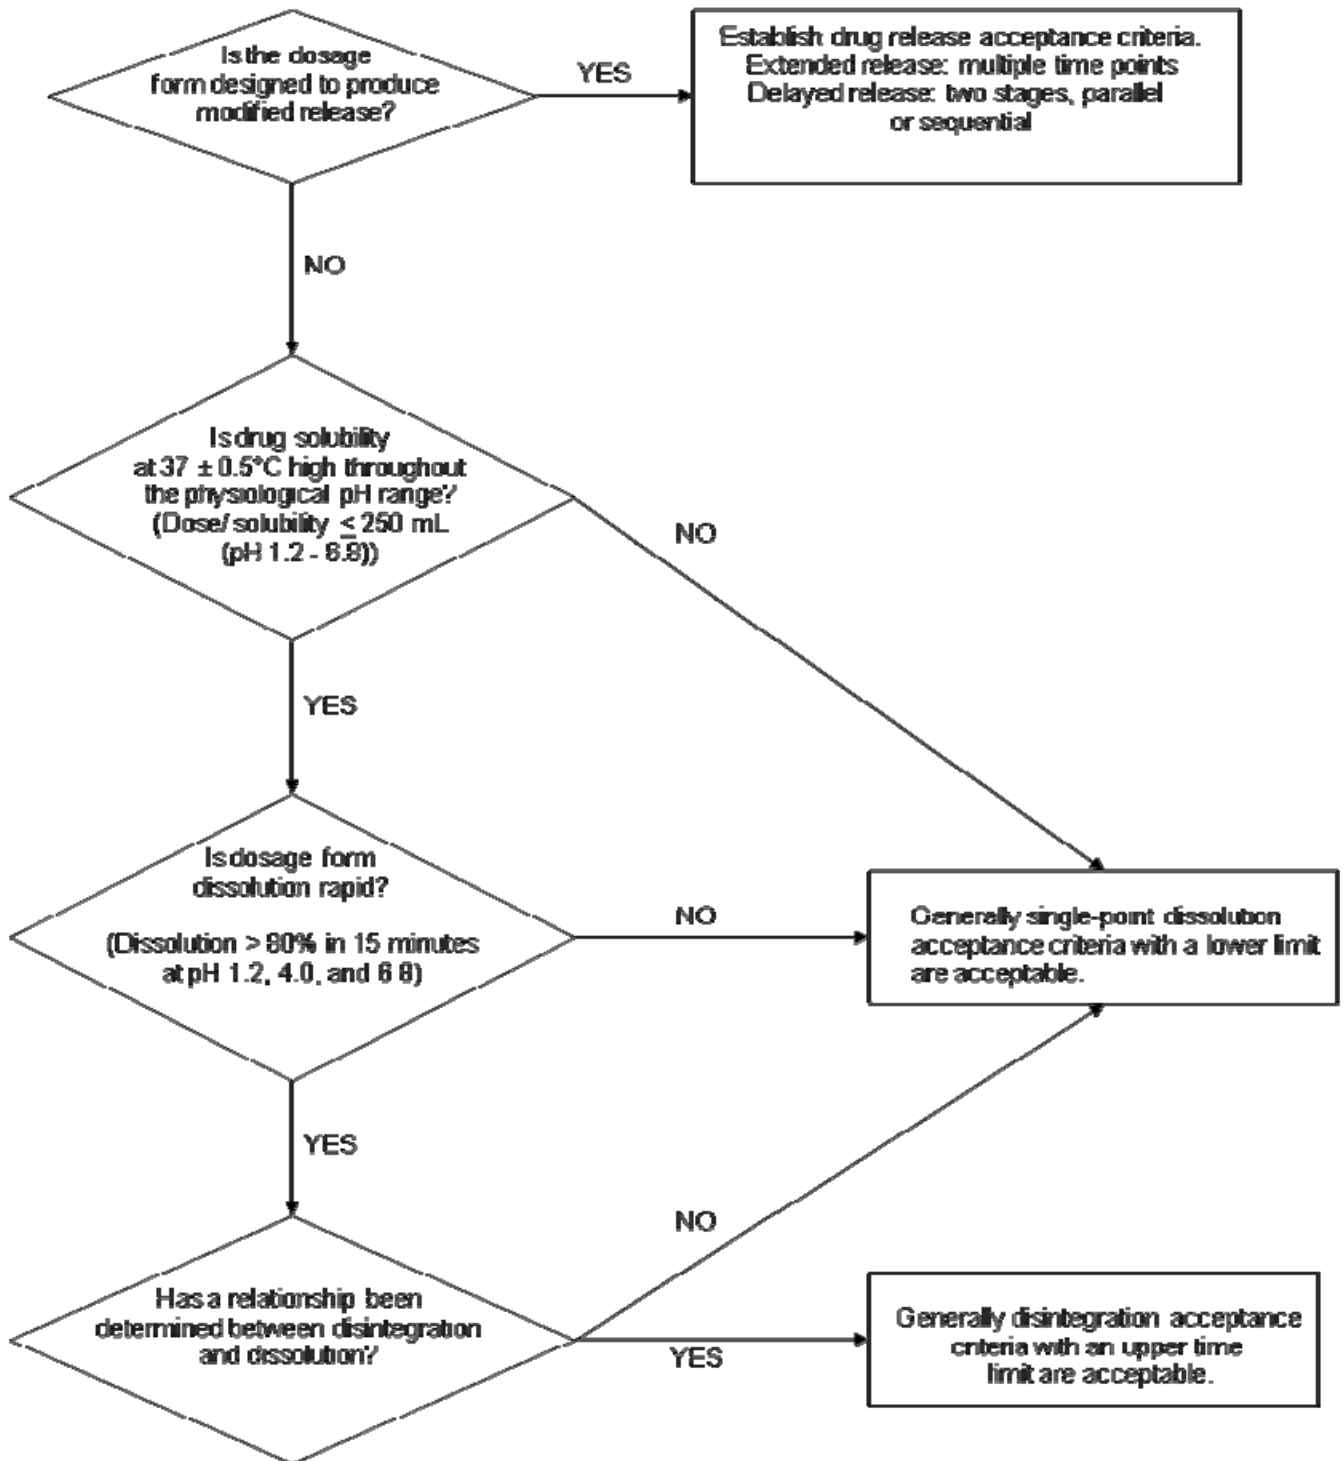 Is the dosage
form designed to produce
modified release?
YES
Establish drug release acceptance criteria.
Extended release: multiple time points
Delayed release: two stages, parallel
or sequential
NO
Is drug solubility
at 37 ± 0.5°C high throughout
the physiological pH range?
(Dose/ solubility ≤ 250 mL
(pH 1.2 - 6.8))
NO
YES
Is dosage form
dissolution rapid?
(Dissolution > 80% in 15 minutes
at pH 1.2, 4.0, and 6 8)
NO
Generally single-point dissolution
acceptance criteria with a lower limit
are acceptable.
YES
NO
Has a relationship been
determined between disintegration
and dissolution?
YES
Generally disintegration acceptance
criteria with an upper time
limit are acceptable.